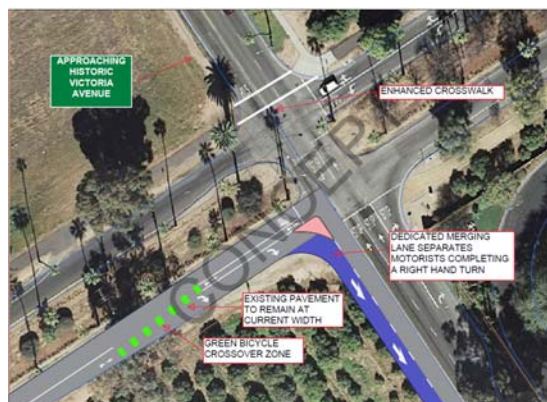 APPROACHING
HISTORIC
VICTORIA
AVENUE
ENHANCED CROSSWALK
CONCEPT
DEDICATED MERGING
LANE SEPARATES
MOTORISTS COMPLETING
A RIGHT HAND TURN
EXISTING PAVEMENT
TO REMAIN AT
CURRENT WIDTH
GREEN BICYCLE
CROSSOVER ZONE